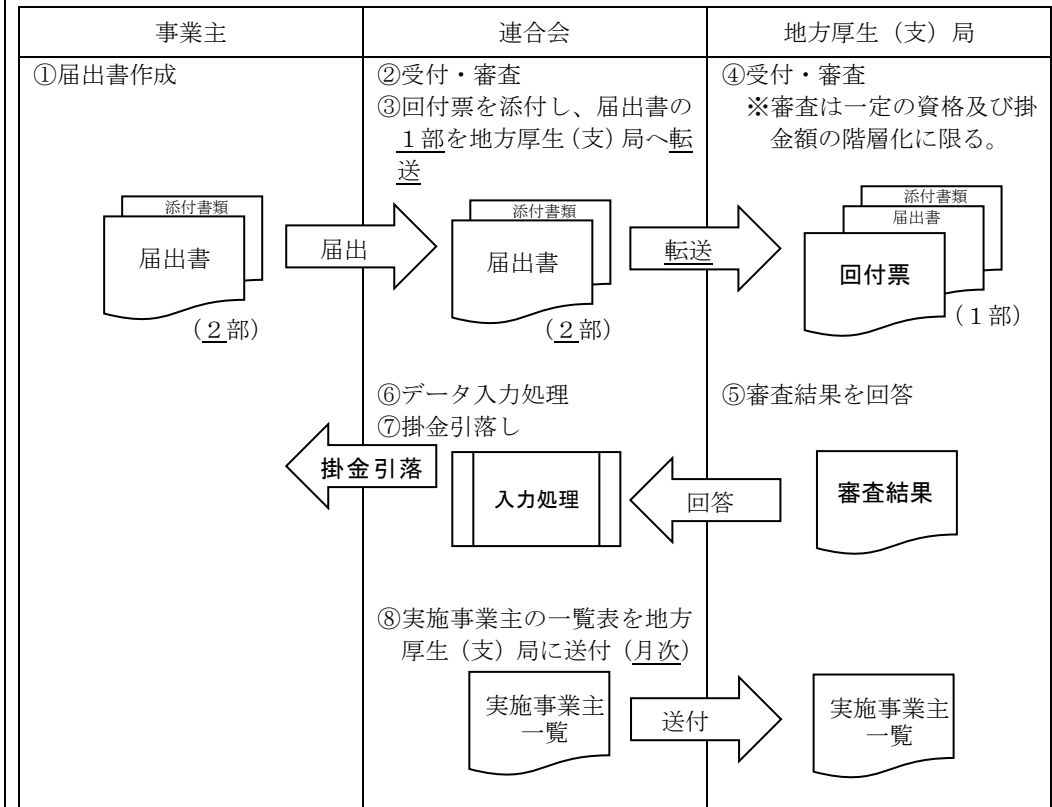 事業主
連合会
地方厚生（支）局
①届出書作成
②受付・審査
③回付票を添付し、届出書の
１部を地方厚生（支）局へ転
送
④受付・審査
※審査は一定の資格及び掛
金額の階層化に限る。
添付書類
届出書
（２部）
届出
添付書類
届出書
（２部）
転送
添付書類
届出書
回付票
（１部）
⑥データ入力処理
⑦掛金引落し
⑤審査結果を回答
掛金引落
入力処理
回答
審査結果
⑧実施事業主の一覧表を地方
厚生（支）局に送付（月次）
実施事業主
一覧
送付
実施事業主
一覧